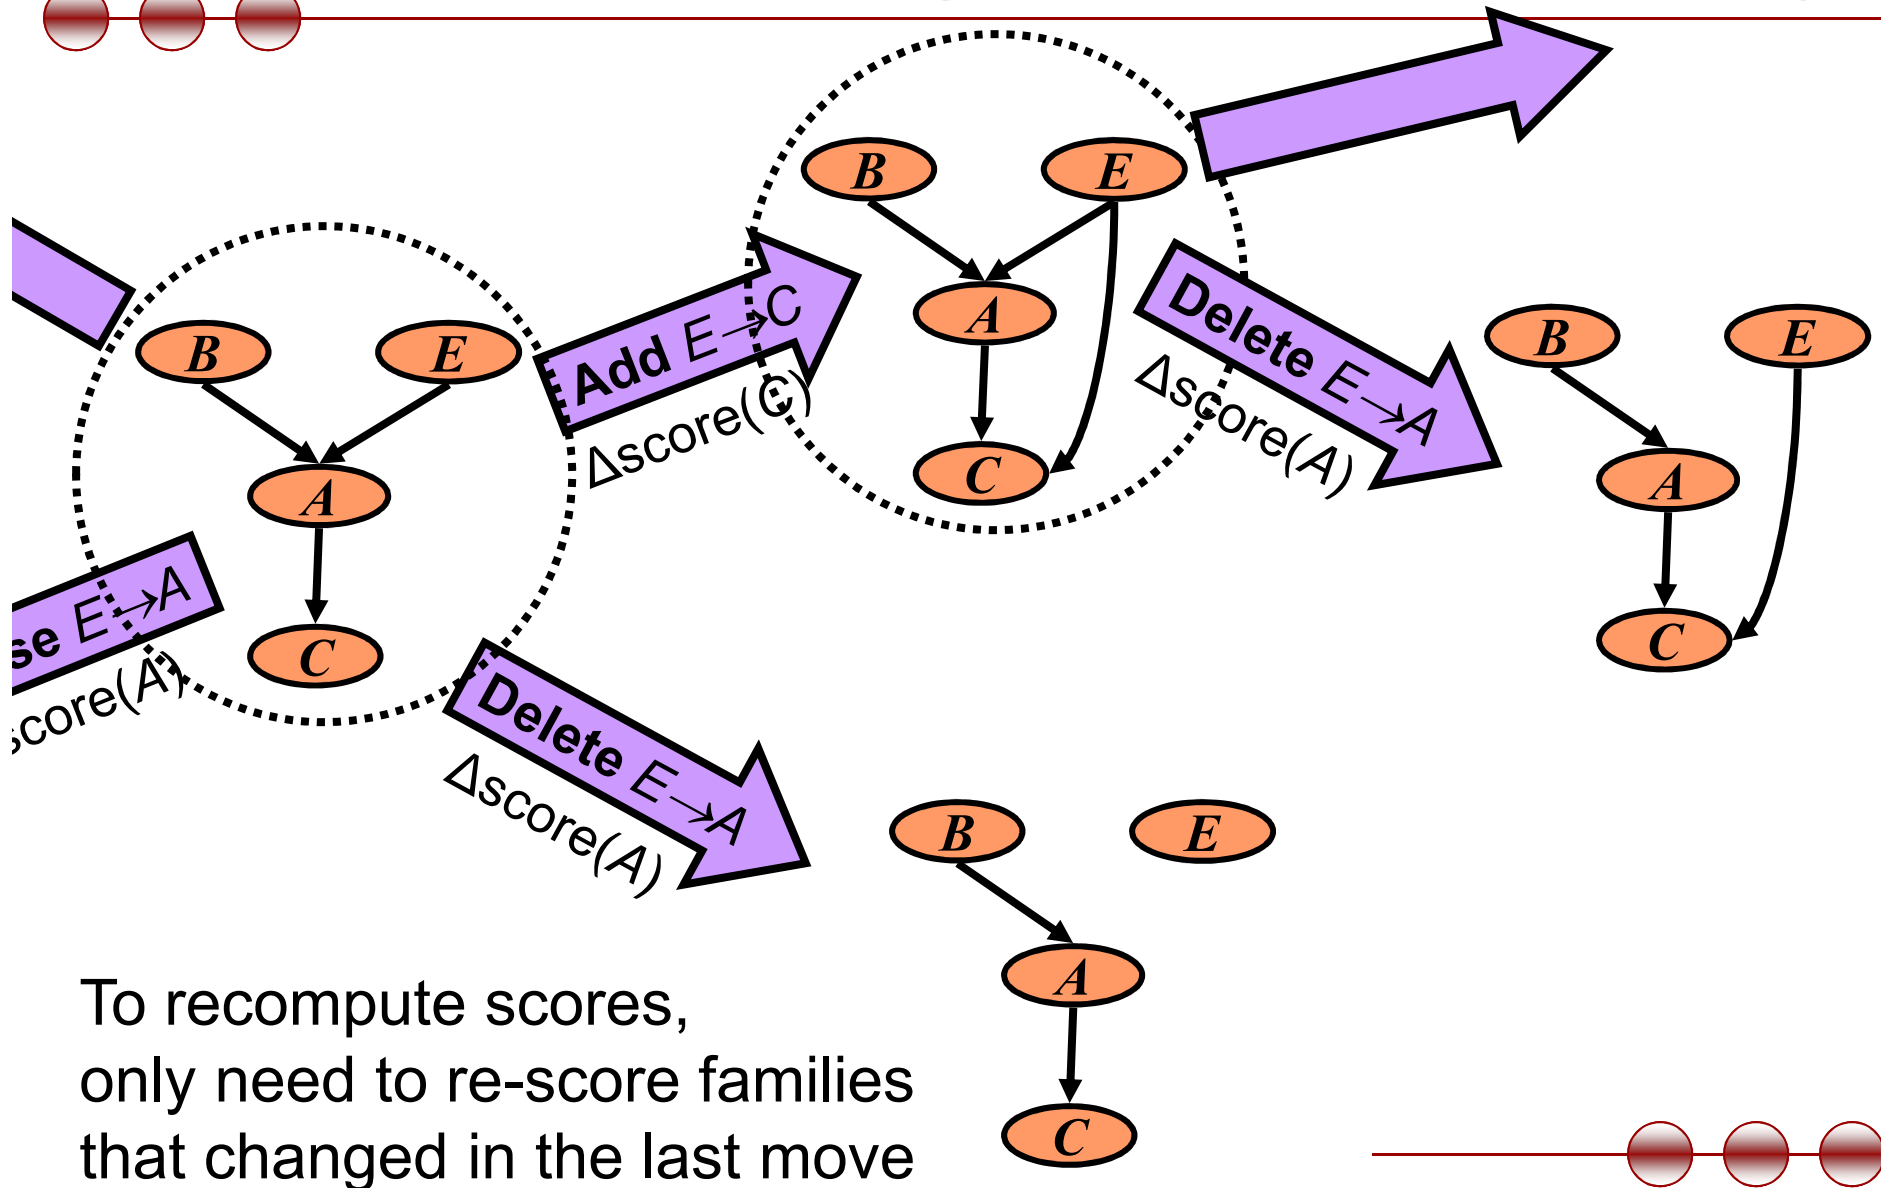 B E
A
C
Add E→C
Δscore(C)
B E
A
C
Delete E→A
Δscore(A)
B E
A
C
se E→A
score(A)
Delete E→A
Δscore(A)
B E
A
C
To recompute scores,
only need to re-score families
that changed in the last move